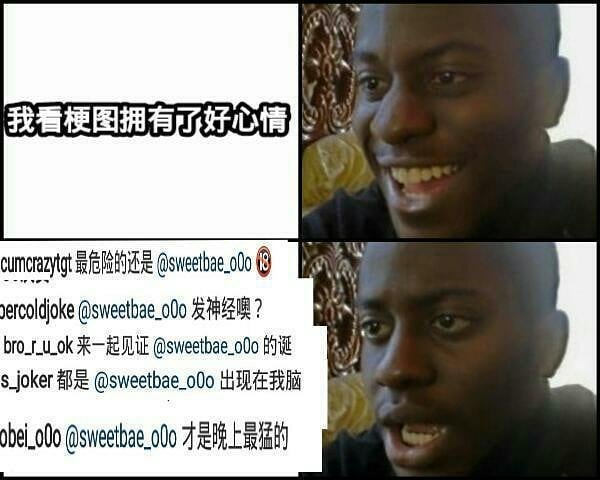 我看梗图拥有了好心情
cumcrazytgt 最危险的还是 @sweetbae_o0o 🔞
percoldjoke @sweetbae_o0o 发神经噢？
bro_r_u_ok 来一起见证 @sweetbae_o0o 的诞
s_joker 都是 @sweetbae_o0o 出现在我脑
obei_o0o @sweetbae_o0o 才是晚上最猛的